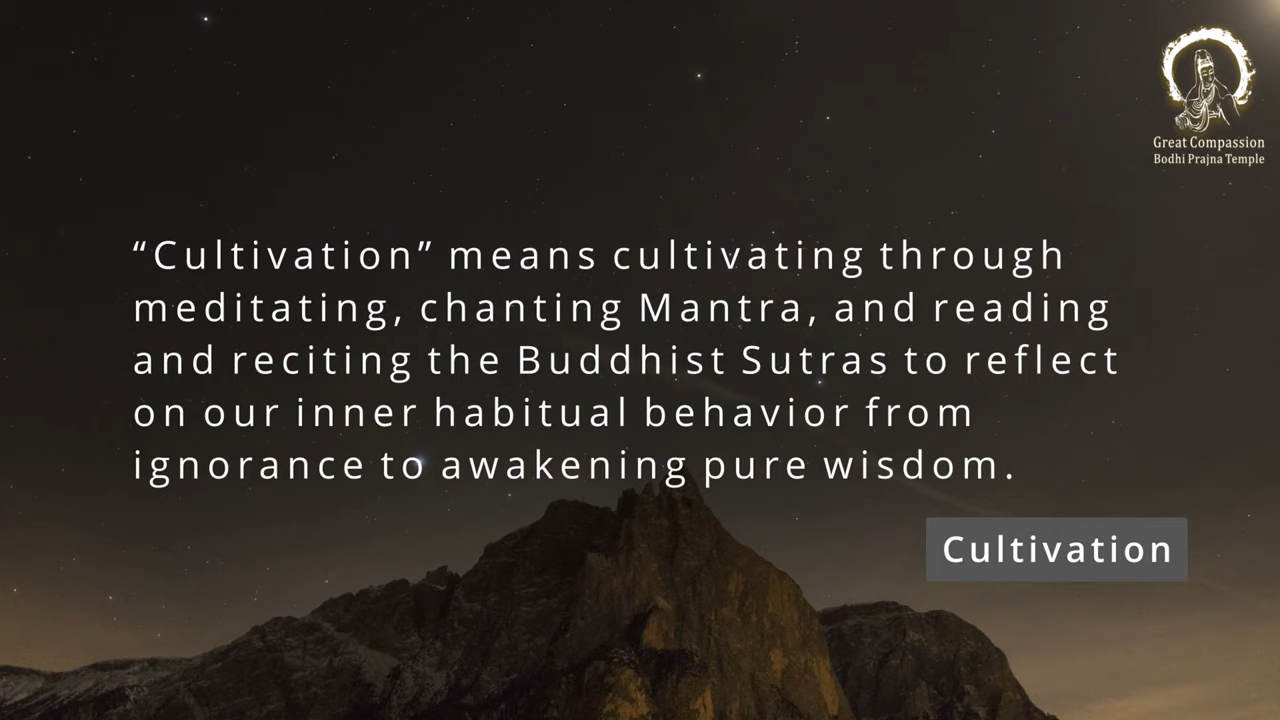 Great Compassion
Bodhi Prajna Temple
“Cultivation” means cultivating through
meditating, chanting Mantra, and reading
and reciting the Buddhist Sutras to reflect
on our inner habitual behavior from
ignorance to awakening pure wisdom.
Cultivation